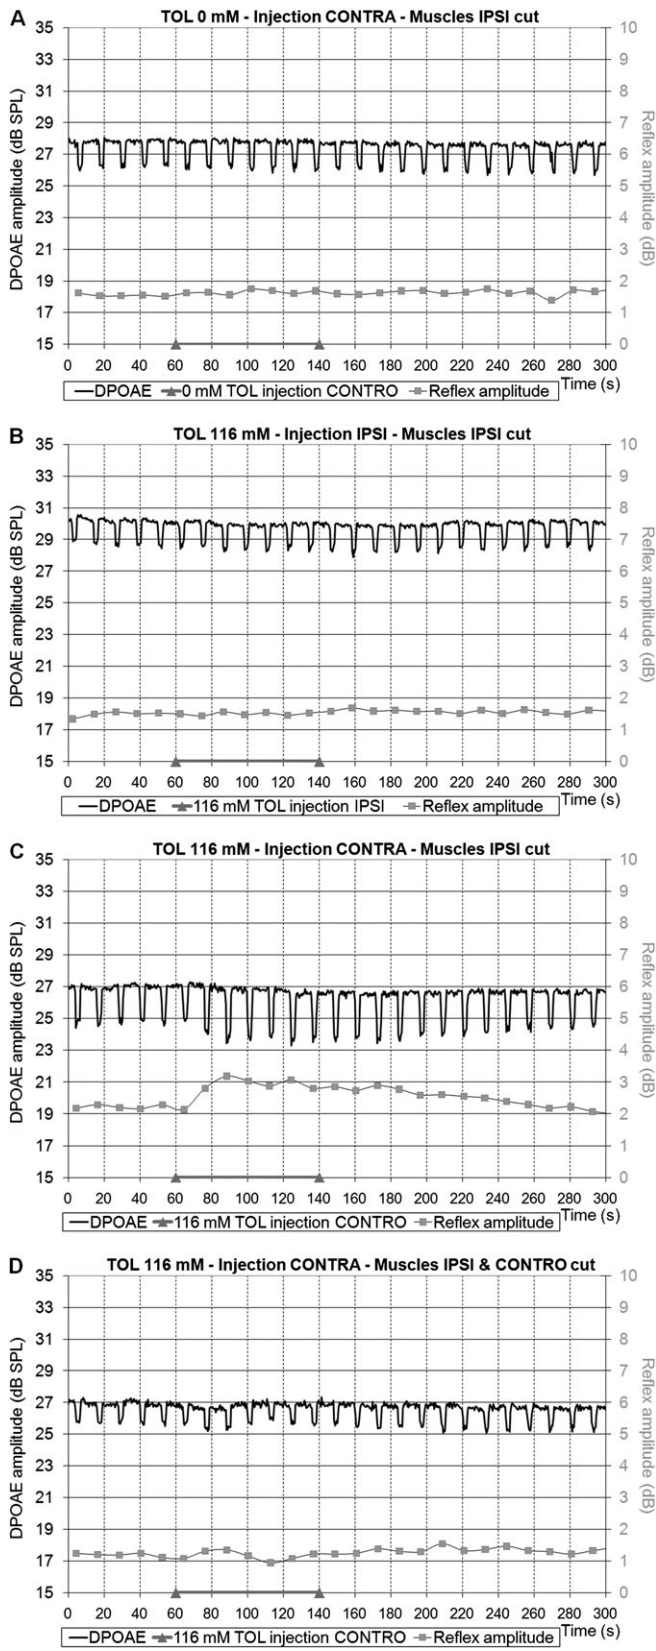 A TOL 0 mM - Injection CONTRA - Muscles IPSI cut
35 10
33 9
31 8
29 7
27 6
25 5
23 4
21 3
19 2
17 1
15 0
DPOAE amplitude (dB SPL)
Reflex amplitude (dB)
0 20 40 60 80 100 120 140 160 180 200 220 240 260 280 300
Time (s)
DPOAE 0 mM TOL injection CONTRO Reflex amplitude
B TOL 116 mM - Injection IPSI - Muscles IPSI cut
35 10
33 9
31 8
29 7
27 6
25 5
23 4
21 3
19 2
17 1
15 0
DPOAE amplitude (dB SPL)
Reflex amplitude (dB)
0 20 40 60 80 100 120 140 160 180 200 220 240 260 280 300
Time (s)
DPOAE 116 mM TOL injection IPSI Reflex amplitude
C TOL 116 mM - Injection CONTRA - Muscles IPSI cut
35 10
33 9
31 8
29 7
27 6
25 5
23 4
21 3
19 2
17 1
15 0
DPOAE amplitude (dB SPL)
Reflex amplitude (dB)
0 20 40 60 80 100 120 140 160 180 200 220 240 260 280 300
Time (s)
DPOAE 116 mM TOL injection CONTRO Reflex amplitude
D TOL 116 mM - Injection CONTRA - Muscles IPSI & CONTRO cut
35 10
33 9
31 8
29 7
27 6
25 5
23 4
21 3
19 2
17 1
15 0
DPOAE amplitude (dB SPL)
Reflex amplitude (dB)
0 20 40 60 80 100 120 140 160 180 200 220 240 260 280 300
Time (s)
DPOAE 116 mM TOL injection CONTRO Reflex amplitude